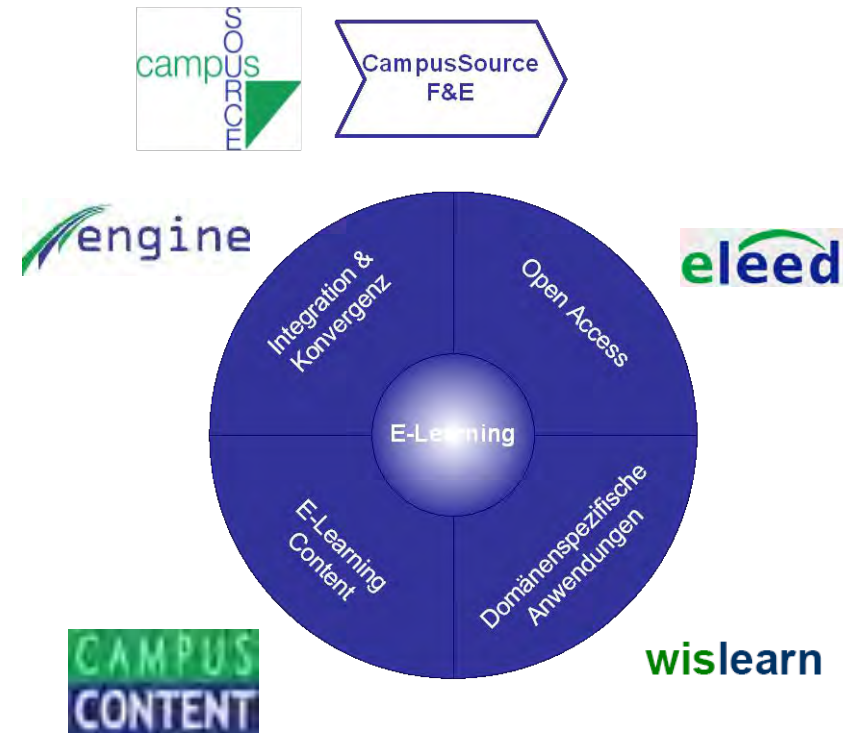 campus
SOURCE
CampusSource
F&E
engine
eleed
Integration &
Konvergenz
Open Access
E-Learning
E-Learning
Content
Domänenspezifische
Anwendungen
CAMPUS
CONTENT
wislearn